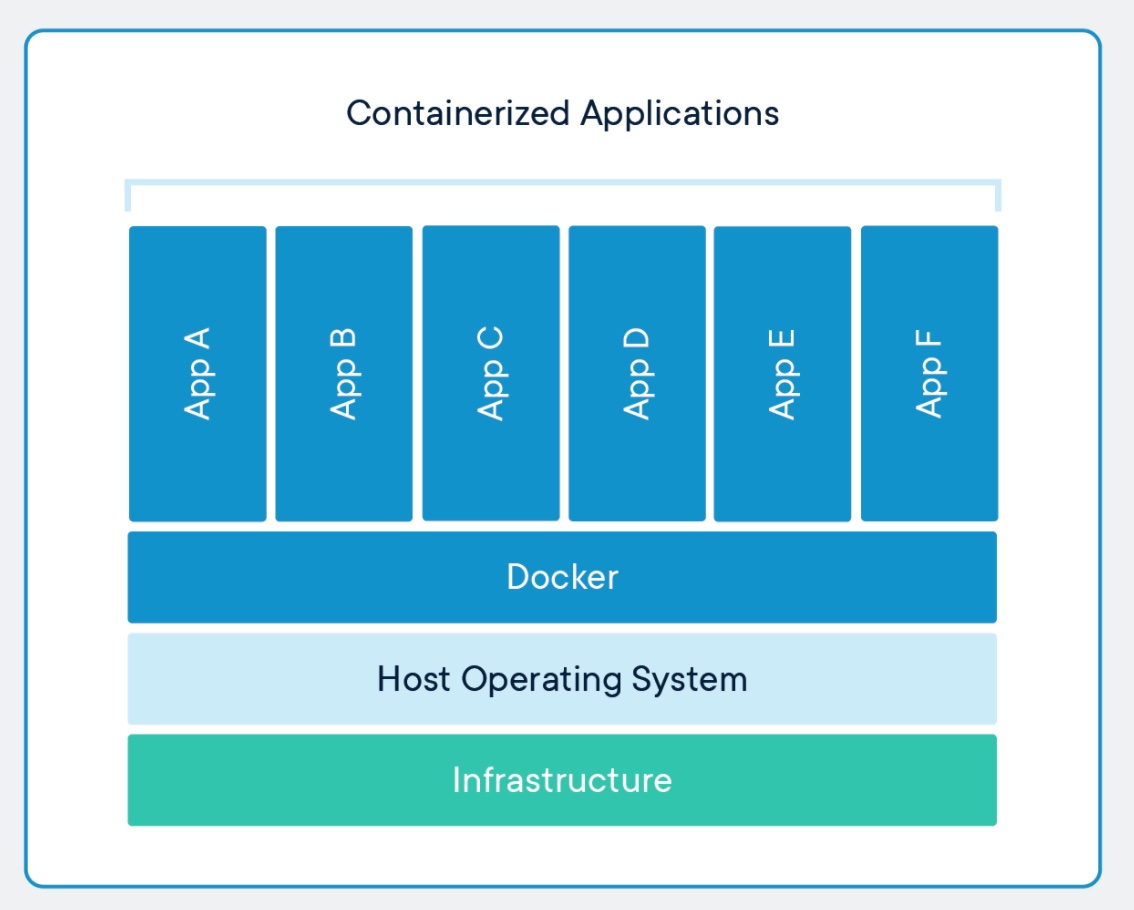 Containerized Applications
App A
App B
App C
App D
App E
App F
Docker
Host Operating System
Infrastructure